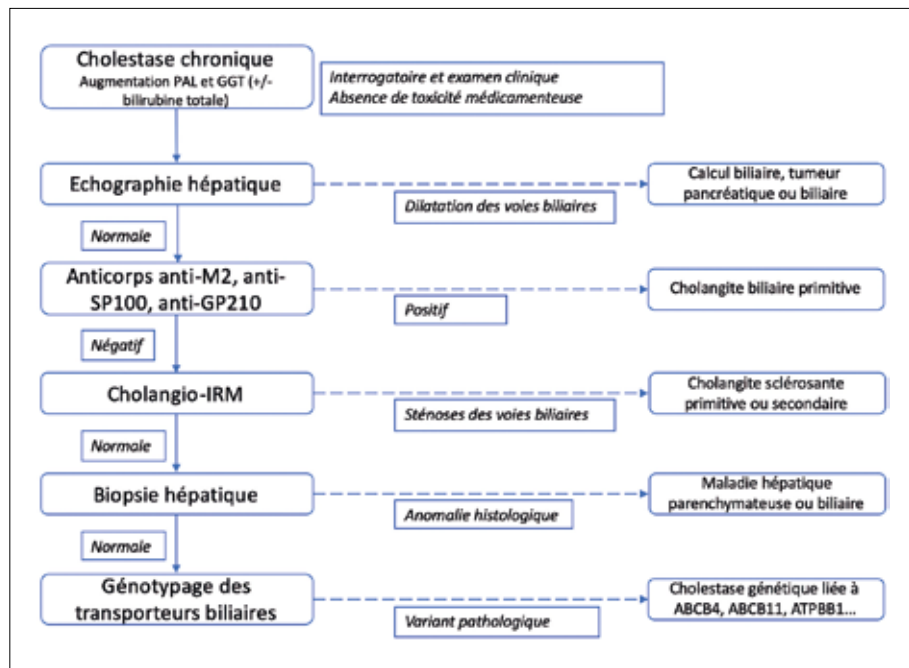 Cholestase chronique
Augmentation PAL et GGT (+/-
bilirubine totale)
Interrogatoire et examen clinique
Absence de toxicité médicamenteuse
Echographie hépatique
Dilatation des voies biliaires
Calcul biliaire, tumeur
pancréatique ou biliaire
Normale
Anticorps anti-M2, anti-
SP100, anti-GP210
Positif
Cholangite biliaire primitive
Négatif
Cholangio-IRM
Sténoses des voies biliaires
Cholangite sclérosante
primitive ou secondaire
Normale
Biopsie hépatique
Anomalie histologique
Maladie hépatique
parenchymateuse ou biliaire
Normale
Génotypage des
transporteurs biliaires
Variant pathologique
Cholestase génétique liée à
ABCB4, ABCB11, ATP8B1...